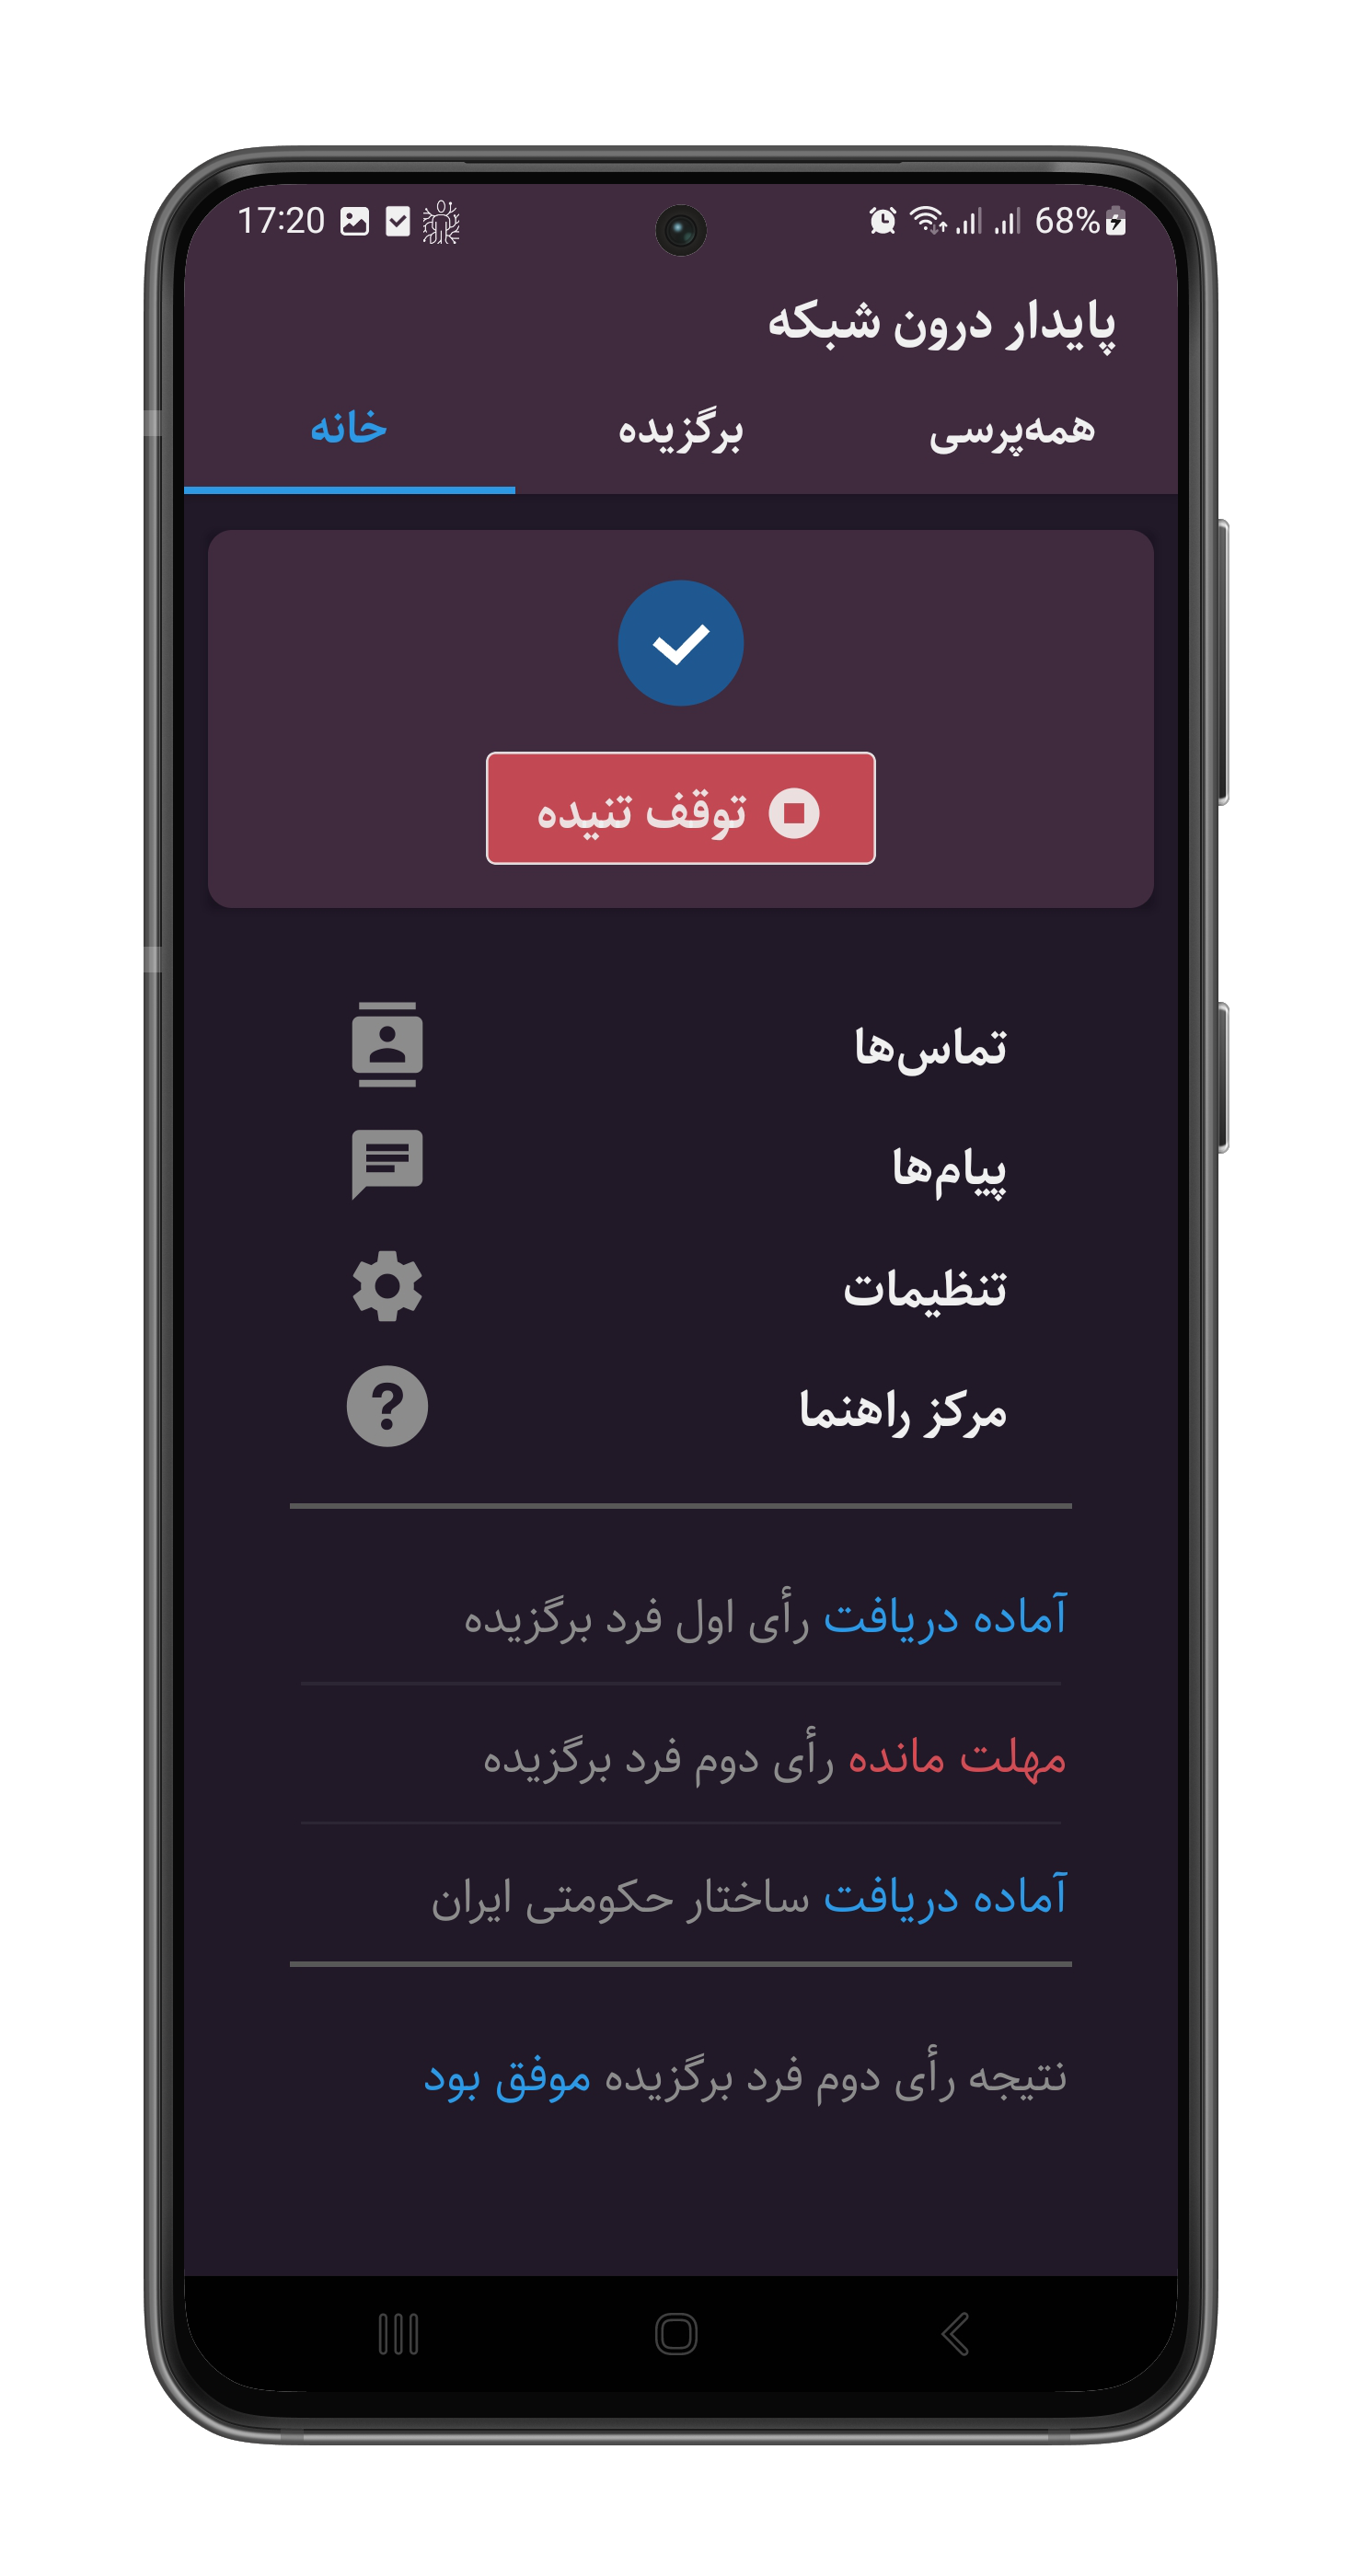 17:20 68%
پایدار درون شبکه
همه‌پرسی برگزیده خانه
توقف تنیده
تماس‌ها
پیام‌ها
تنظیمات
مرکز راهنما
آماده دریافت رأی اول فرد برگزیده
مهلت مانده رأی دوم فرد برگزیده
آماده دریافت ساختار حکومتی ایران
نتیجه رأی دوم فرد برگزیده موفق بود